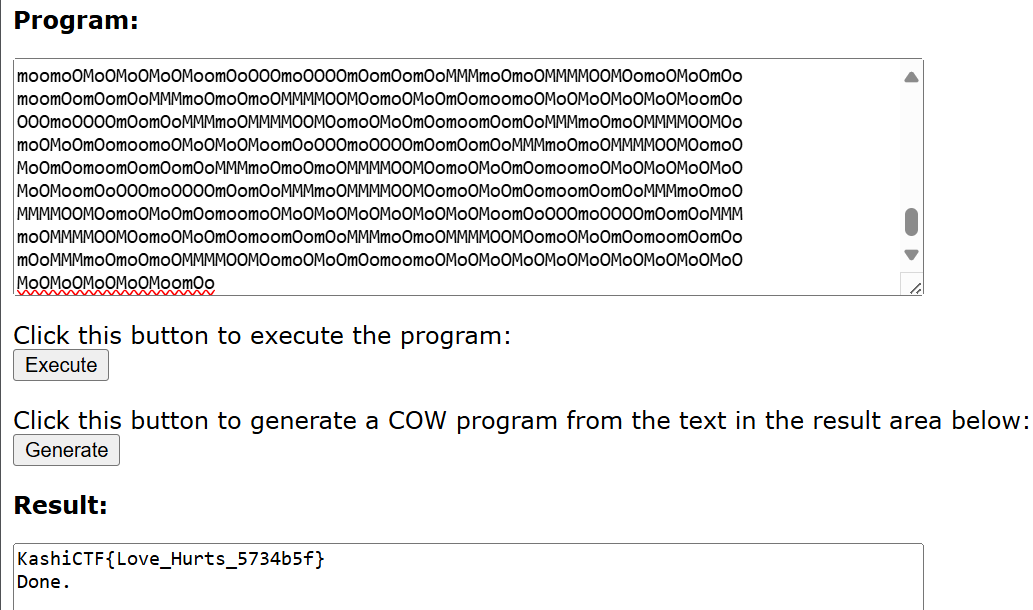 Program:
moomoOMoOMoOMoOMoomOoOOOmoOOOOmOomOomOoMMMmoOmoOMMMMOOMOomoOMoOmOo
moomOomOomOoMMMmoOmoOmoOMMMMOOMOomoOMoOmOomoomoOMoOMoOMoOMoOMoomOo
OOOmoOOOOmOomOoMMMmoOMMMMOOMOomoOMoOmOomoomOomOoMMMmoOmoOMMMMOOMOo
moOMoOmOomoomoOMoOMoOMoomOoOOOmoOOOOmOomOomOoMMMmoOmoOMMMMOOMOomoO
MoOmOomoomOomOomOoMMMmoOmoOmoOMMMMOOMOomoOMoOmOomoomoOMoOMoOMoOMoO
MoOMoomOoOOOmoOOOOmOomOoMMMmoOMMMMOOMOomoOMoOmOomoomOomOoMMMmoOmoO
MMMMOOMOomoOMoOmOomoomoOMoOMoOMoOMoOMoOMoOMoomOoOOOmoOOOOmOomOoMMM
moOMMMMOOMOomoOMoOmOomoomOomOoMMMmoOmoOMMMMOOMOomoOMoOmOomoomOomOo
mOoMMMmoOmoOmoOMMMMOOMOomoOMoOmOomoomoOMoOMoOMoOMoOMoOMoOMoOMoOMoO
MoOMoOMoOMoOMoOMoomOo
Click this button to execute the program:
Execute
Click this button to generate a COW program from the text in the result area below:
Generate
Result:
KashiCTF{Love_Hurts_5734b5f}
Done.